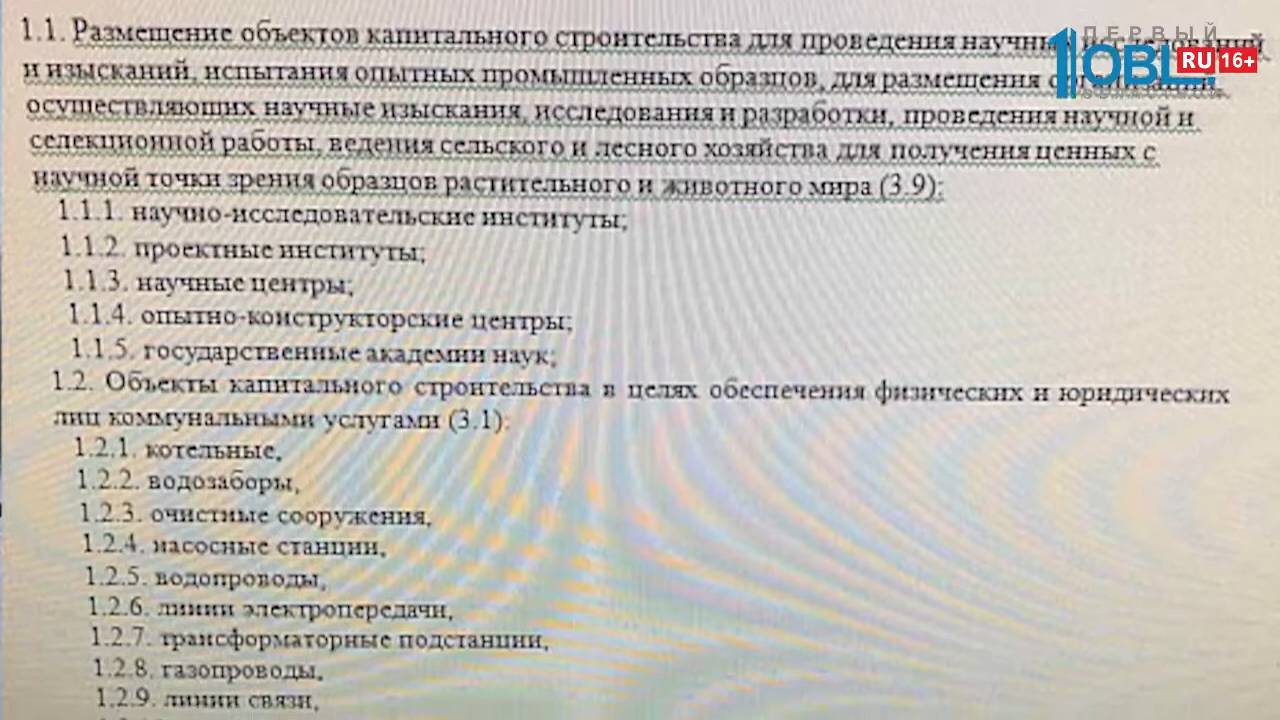 1.1. Размещение объектов капитального строительства для проведения научных исследований
и изысканий, испытания опытных промышленных образцов, для размещения организаций,
осуществляющих научные изыскания, исследования и разработки, проведения научной и
селекционной работы, ведения сельского и лесного хозяйства для получения ценных с
научной точки зрения образцов растительного и животного мира (3.9):
1.1.1. научно-исследовательские институты;
1.1.2. проектные институты;
1.1.3. научные центры;
1.1.4. опытно-конструкторские центры;
1.1.5. государственные академии наук;
1.2. Объекты капитального строительства в целях обеспечения физических и юридических
лиц коммунальными услугами (3.1):
1.2.1. котельные,
1.2.2. водозаборы,
1.2.3. очистные сооружения,
1.2.4. насосные станции,
1.2.5. водопроводы,
1.2.6. линии электропередачи,
1.2.7. трансформаторные подстанции,
1.2.8. газопроводы,
1.2.9. линии связи,
ПЕРВЫЙ
1OBL.RU 16+